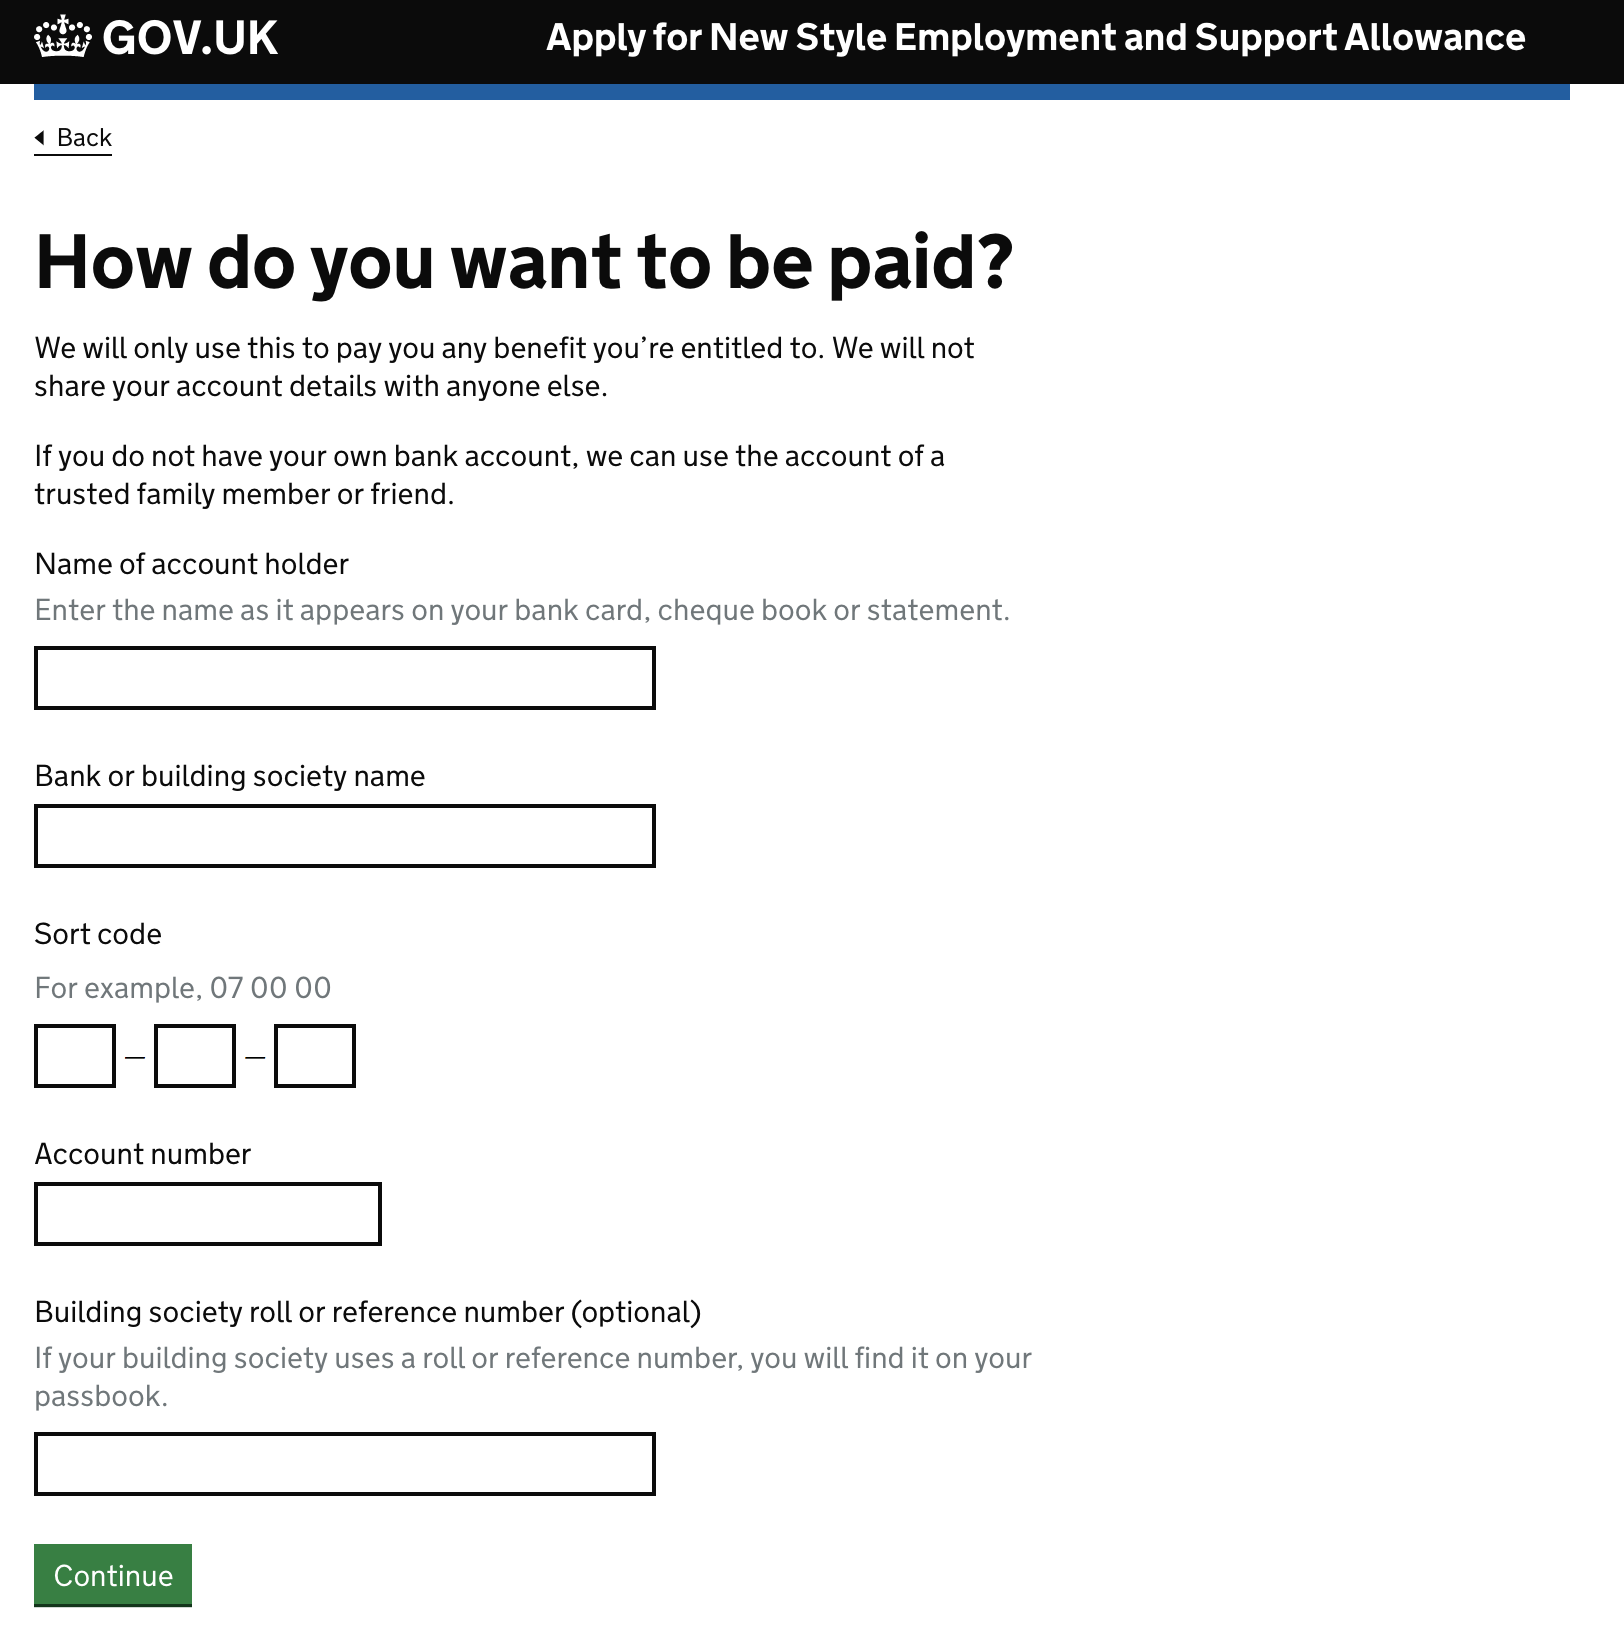 GOV.UK
Apply for New Style Employment and Support Allowance
Back
How do you want to be paid?
We will only use this to pay you any benefit you’re entitled to. We will not
share your account details with anyone else.
If you do not have your own bank account, we can use the account of a
trusted family member or friend.
Name of account holder
Enter the name as it appears on your bank card, cheque book or statement.
Bank or building society name
Sort code
For example, 07 00 00
– –
Account number
Building society roll or reference number (optional)
If your building society uses a roll or reference number, you will find it on your
passbook.
Continue